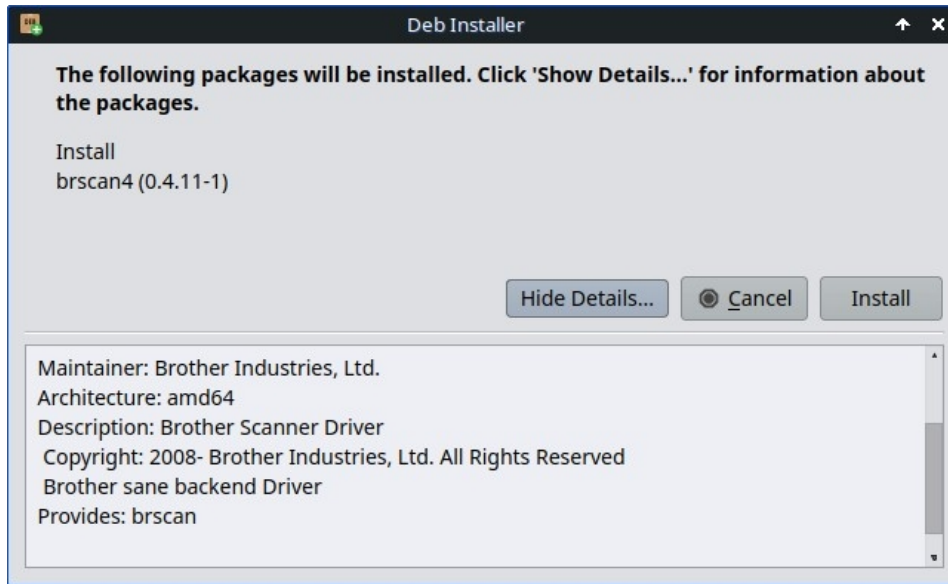 Deb Installer
The following packages will be installed. Click 'Show Details...' for information about
the packages.
Install
brscan4 (0.4.11-1)
Hide Details...
Cancel
Install
Maintainer: Brother Industries, Ltd.
Architecture: amd64
Description: Brother Scanner Driver
Copyright: 2008- Brother Industries, Ltd. All Rights Reserved
Brother sane backend Driver
Provides: brscan